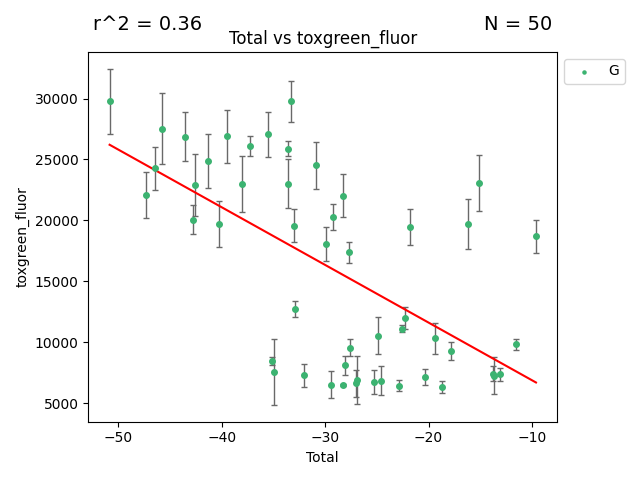 r^2 = 0.36
N = 50
Total vs toxgreen_fluor
G
30000
25000
20000
15000
10000
5000
toxgreen_fluor
−50
−40
−30
−20
−10
Total